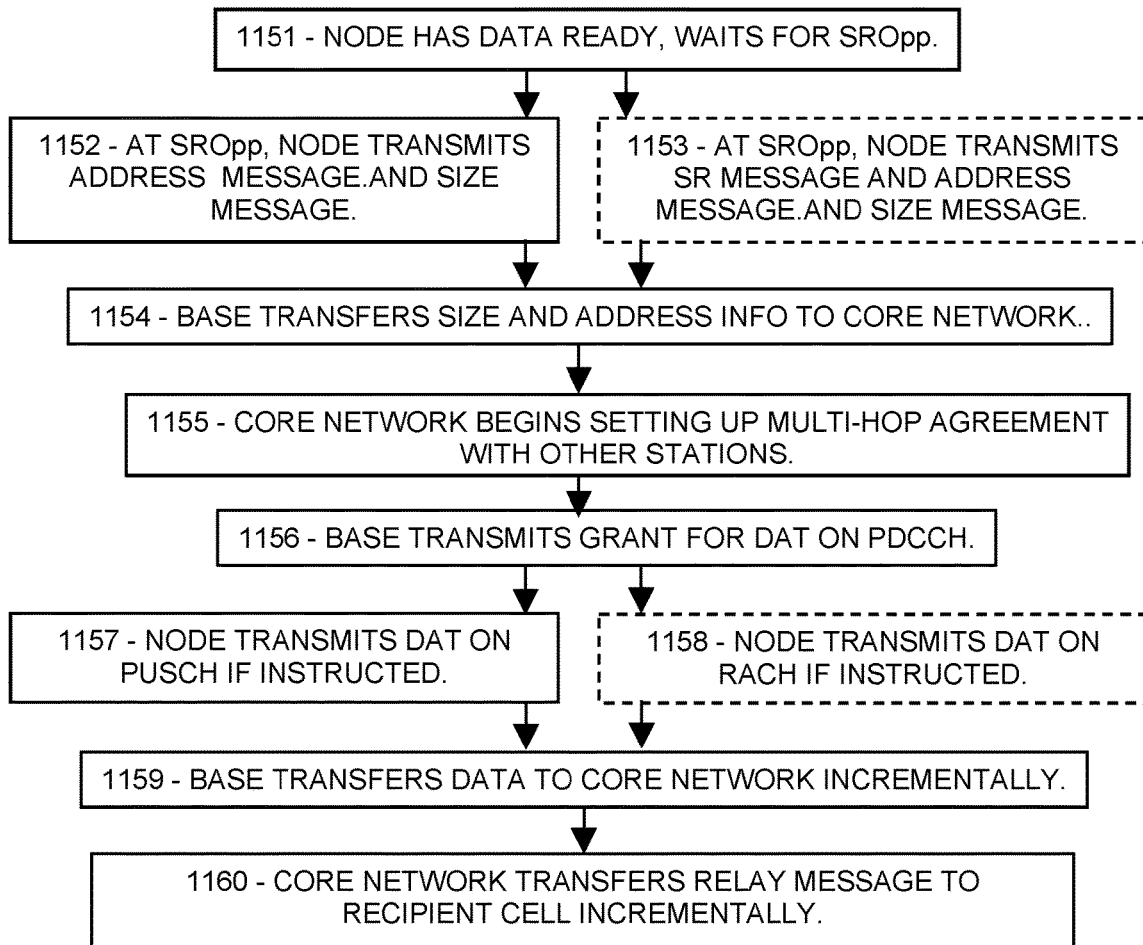 1151 - NODE HAS DATA READY, WAITS FOR SROpp.
1152 - AT SROpp, NODE TRANSMITS
ADDRESS MESSAGE.AND SIZE
MESSAGE.
1153 - AT SROpp, NODE TRANSMITS
SR MESSAGE AND ADDRESS
MESSAGE.AND SIZE MESSAGE.
1154 - BASE TRANSFERS SIZE AND ADDRESS INFO TO CORE NETWORK..
1155 - CORE NETWORK BEGINS SETTING UP MULTI-HOP AGREEMENT
WITH OTHER STATIONS.
1156 - BASE TRANSMITS GRANT FOR DAT ON PDCCH.
1157 - NODE TRANSMITS DAT ON
PUSCH IF INSTRUCTED.
1158 - NODE TRANSMITS DAT ON
RACH IF INSTRUCTED.
1159 - BASE TRANSFERS DATA TO CORE NETWORK INCREMENTALLY.
1160 - CORE NETWORK TRANSFERS RELAY MESSAGE TO
RECIPIENT CELL INCREMENTALLY.